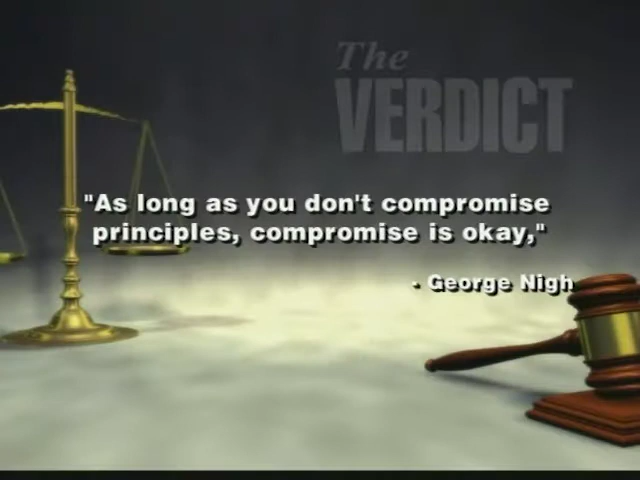 The
VERDICT
"As long as you don't compromise
principles, compromise is okay,"
- George Nigh